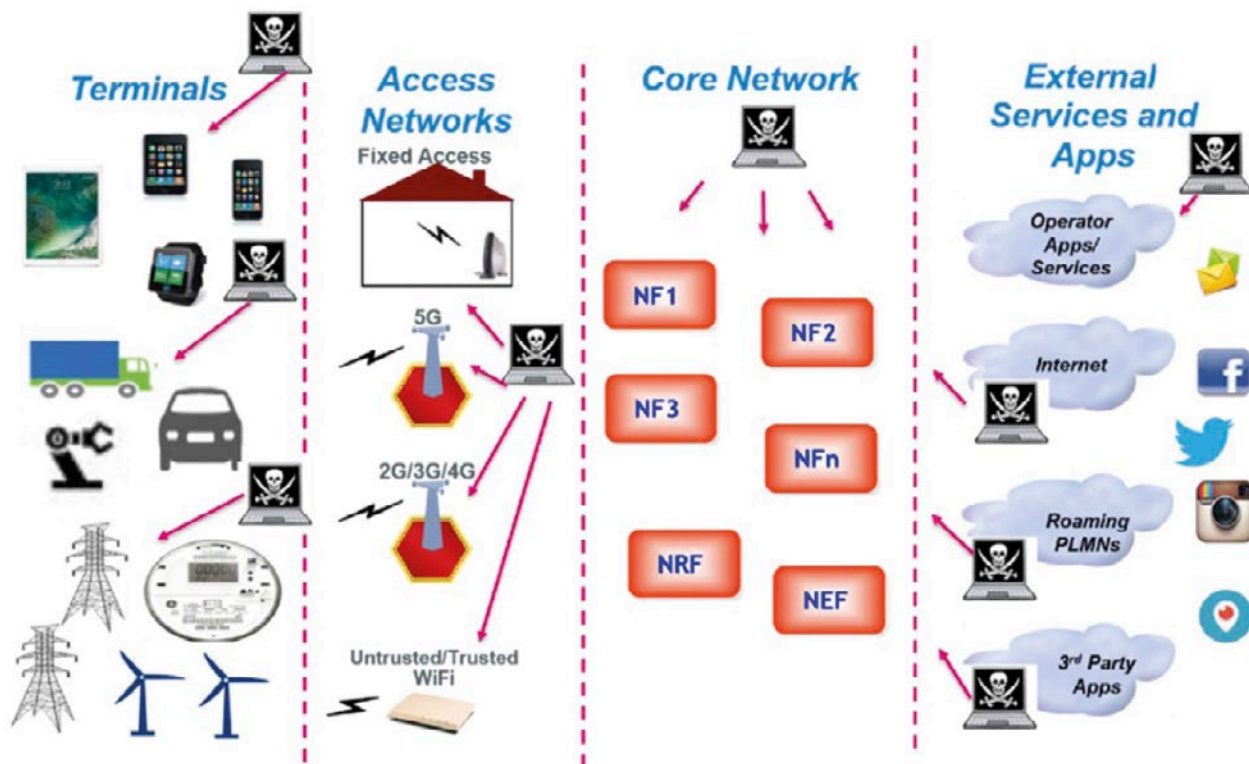 Terminals
Access
Networks
Fixed Access
5G
2G/3G/4G
Untrusted/Trusted
WiFi
Core Network
NF1
NF2
NF3
NFn
NRF
NEF
External
Services and
Apps
Operator
Apps/
Services
Internet
Roaming
PLMNs
3rd Party
Apps